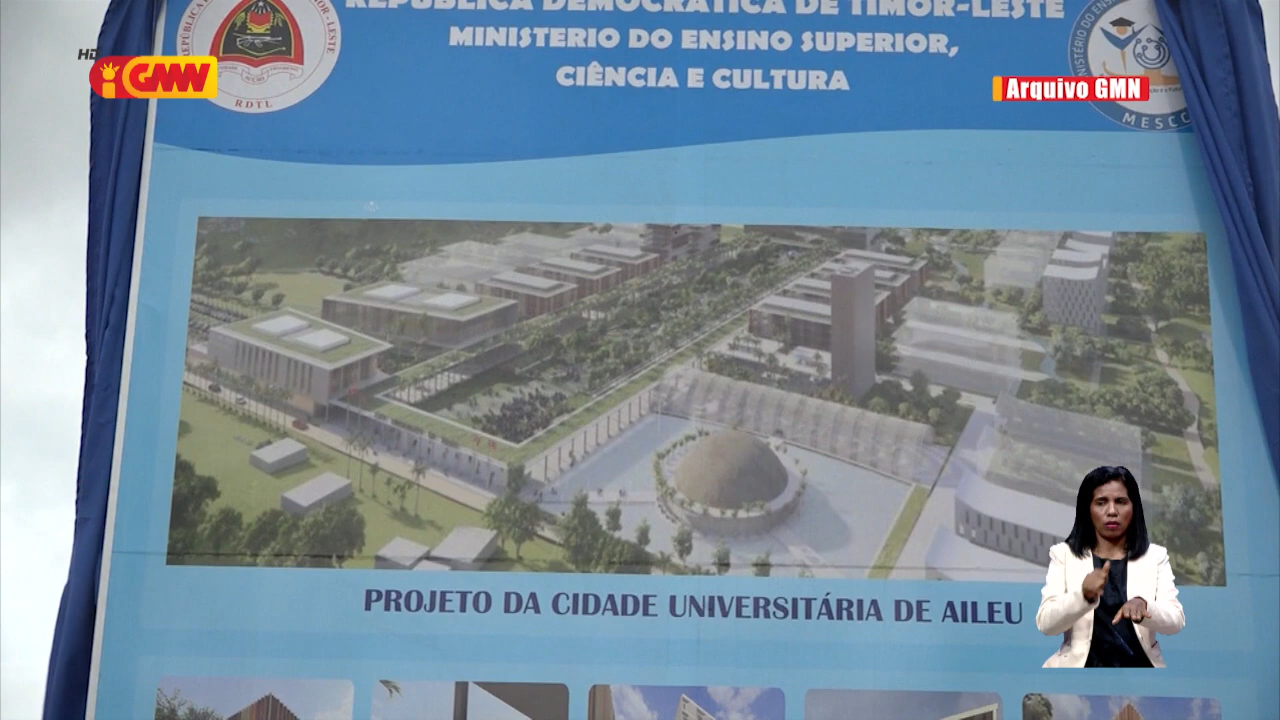 REPÚBLICA DEMOCRÁTICA DE TIMOR-LESTE
MINISTERIO DO ENSINO SUPERIOR,
CIÊNCIA E CULTURA
HD
GMN
Arquivo GMN
RDTL
MESCC
PROJETO DA CIDADE UNIVERSITÁRIA DE AILEU